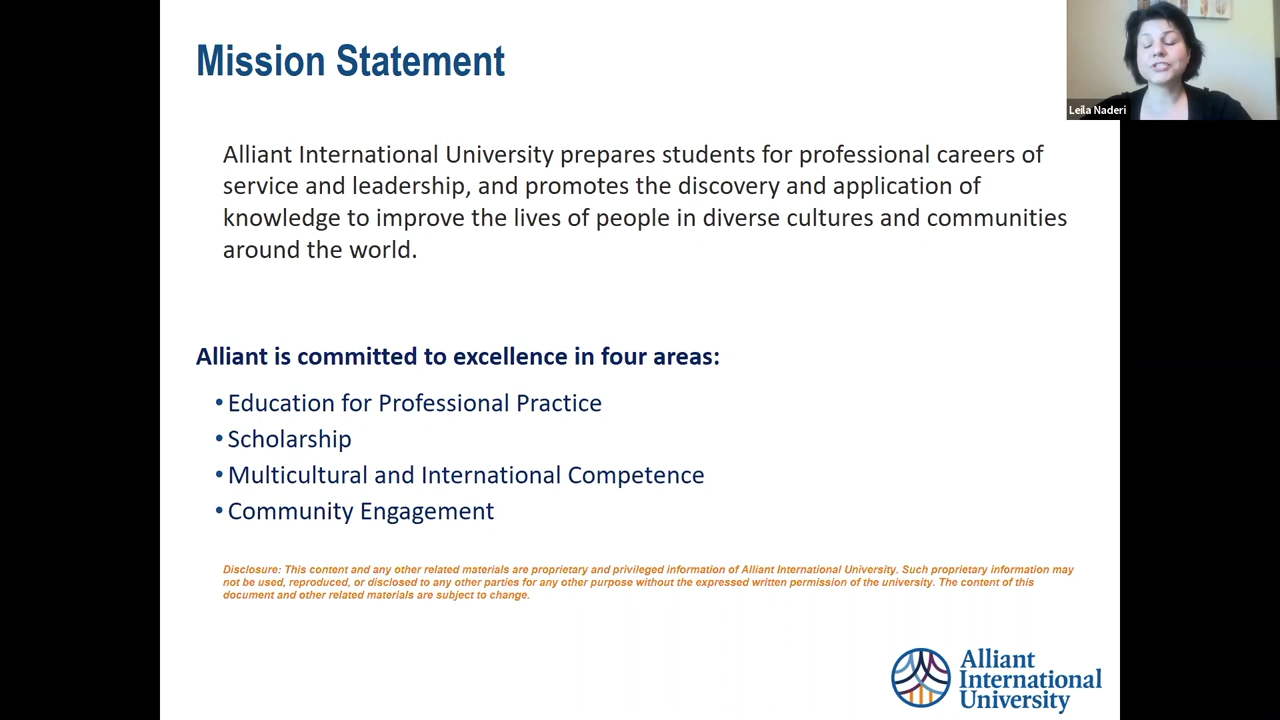 Mission Statement
Leila Naderi
Alliant International University prepares students for professional careers of
service and leadership, and promotes the discovery and application of
knowledge to improve the lives of people in diverse cultures and communities
around the world.
Alliant is committed to excellence in four areas:
• Education for Professional Practice
• Scholarship
• Multicultural and International Competence
• Community Engagement
Disclosure: This content and any other related materials are proprietary and privileged information of Alliant International University. Such proprietary information may
not be used, reproduced, or disclosed to any other parties for any other purpose without the expressed written permission of the university. The content of this
document and other related materials are subject to change.
Alliant
International
University